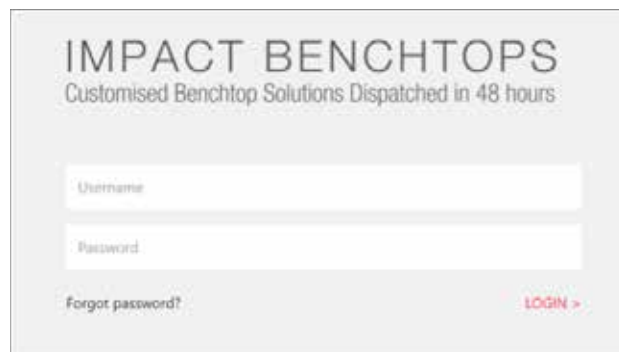 IMPACT BENCHTOPS
Customised Benchtop Solutions Dispatched in 48 hours
Username
Password
Forgot password?
LOGIN >